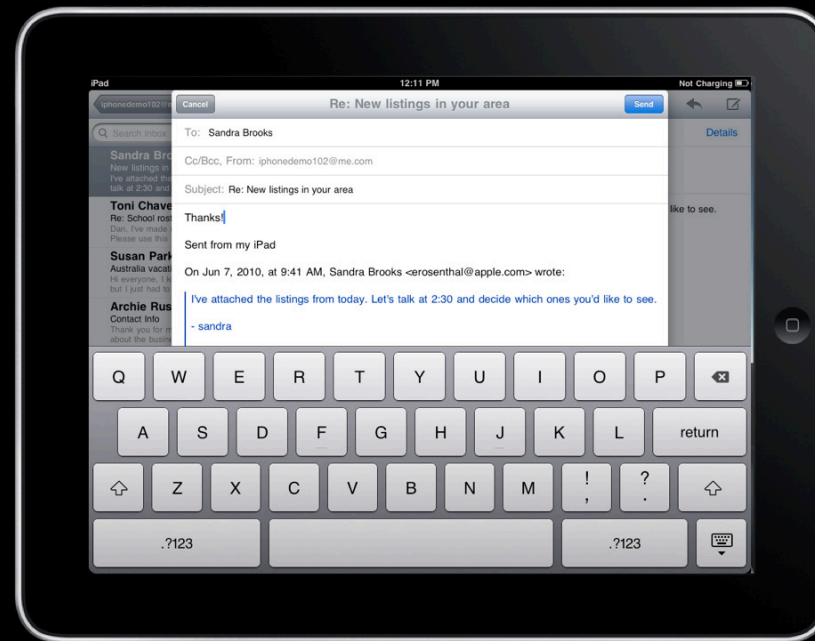 iPad 12:11 PM Not Charging
iphonedemo102@m
Cancel Re: New listings in your area Send
Search Inbox
To: Sandra Brooks
Details
Cc/Bcc, From: iphonedemo102@me.com
Subject: Re: New listings in your area
Sandra Bro
New listings in
I've attached the
talk at 2:30 and
Toni Chave
Re: School rost
Dan, I've made
Please use this
Susan Park
Australia vacati
Hi everyone, I k
but I just had to
Archie Rus
Contact Info
Thank you for m
about the busin
Thanks!
Sent from my iPad
On Jun 7, 2010, at 9:41 AM, Sandra Brooks <erosenthal@apple.com> wrote:
I've attached the listings from today. Let's talk at 2:30 and decide which ones you'd like to see.
- sandra
like to see.
Q W E R T Y U I O P
A S D F G H J K L return
Z X C V B N M ! , ? .
.?123 .?123